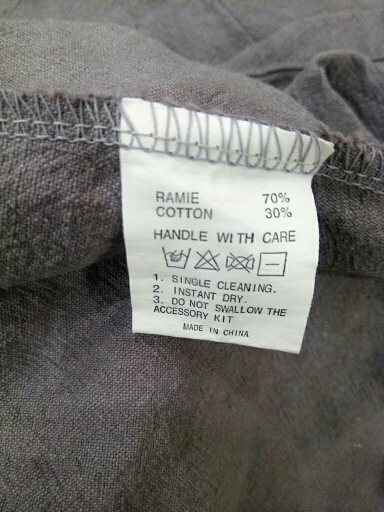 RAMIE 70%
COTTON 30%
HANDLE WITH CARE
1. SINGLE CLEANING.
2. INSTANT DRY.
3. DO NOT SWALLOW THE
ACCESSORY KIT
MADE IN CHINA